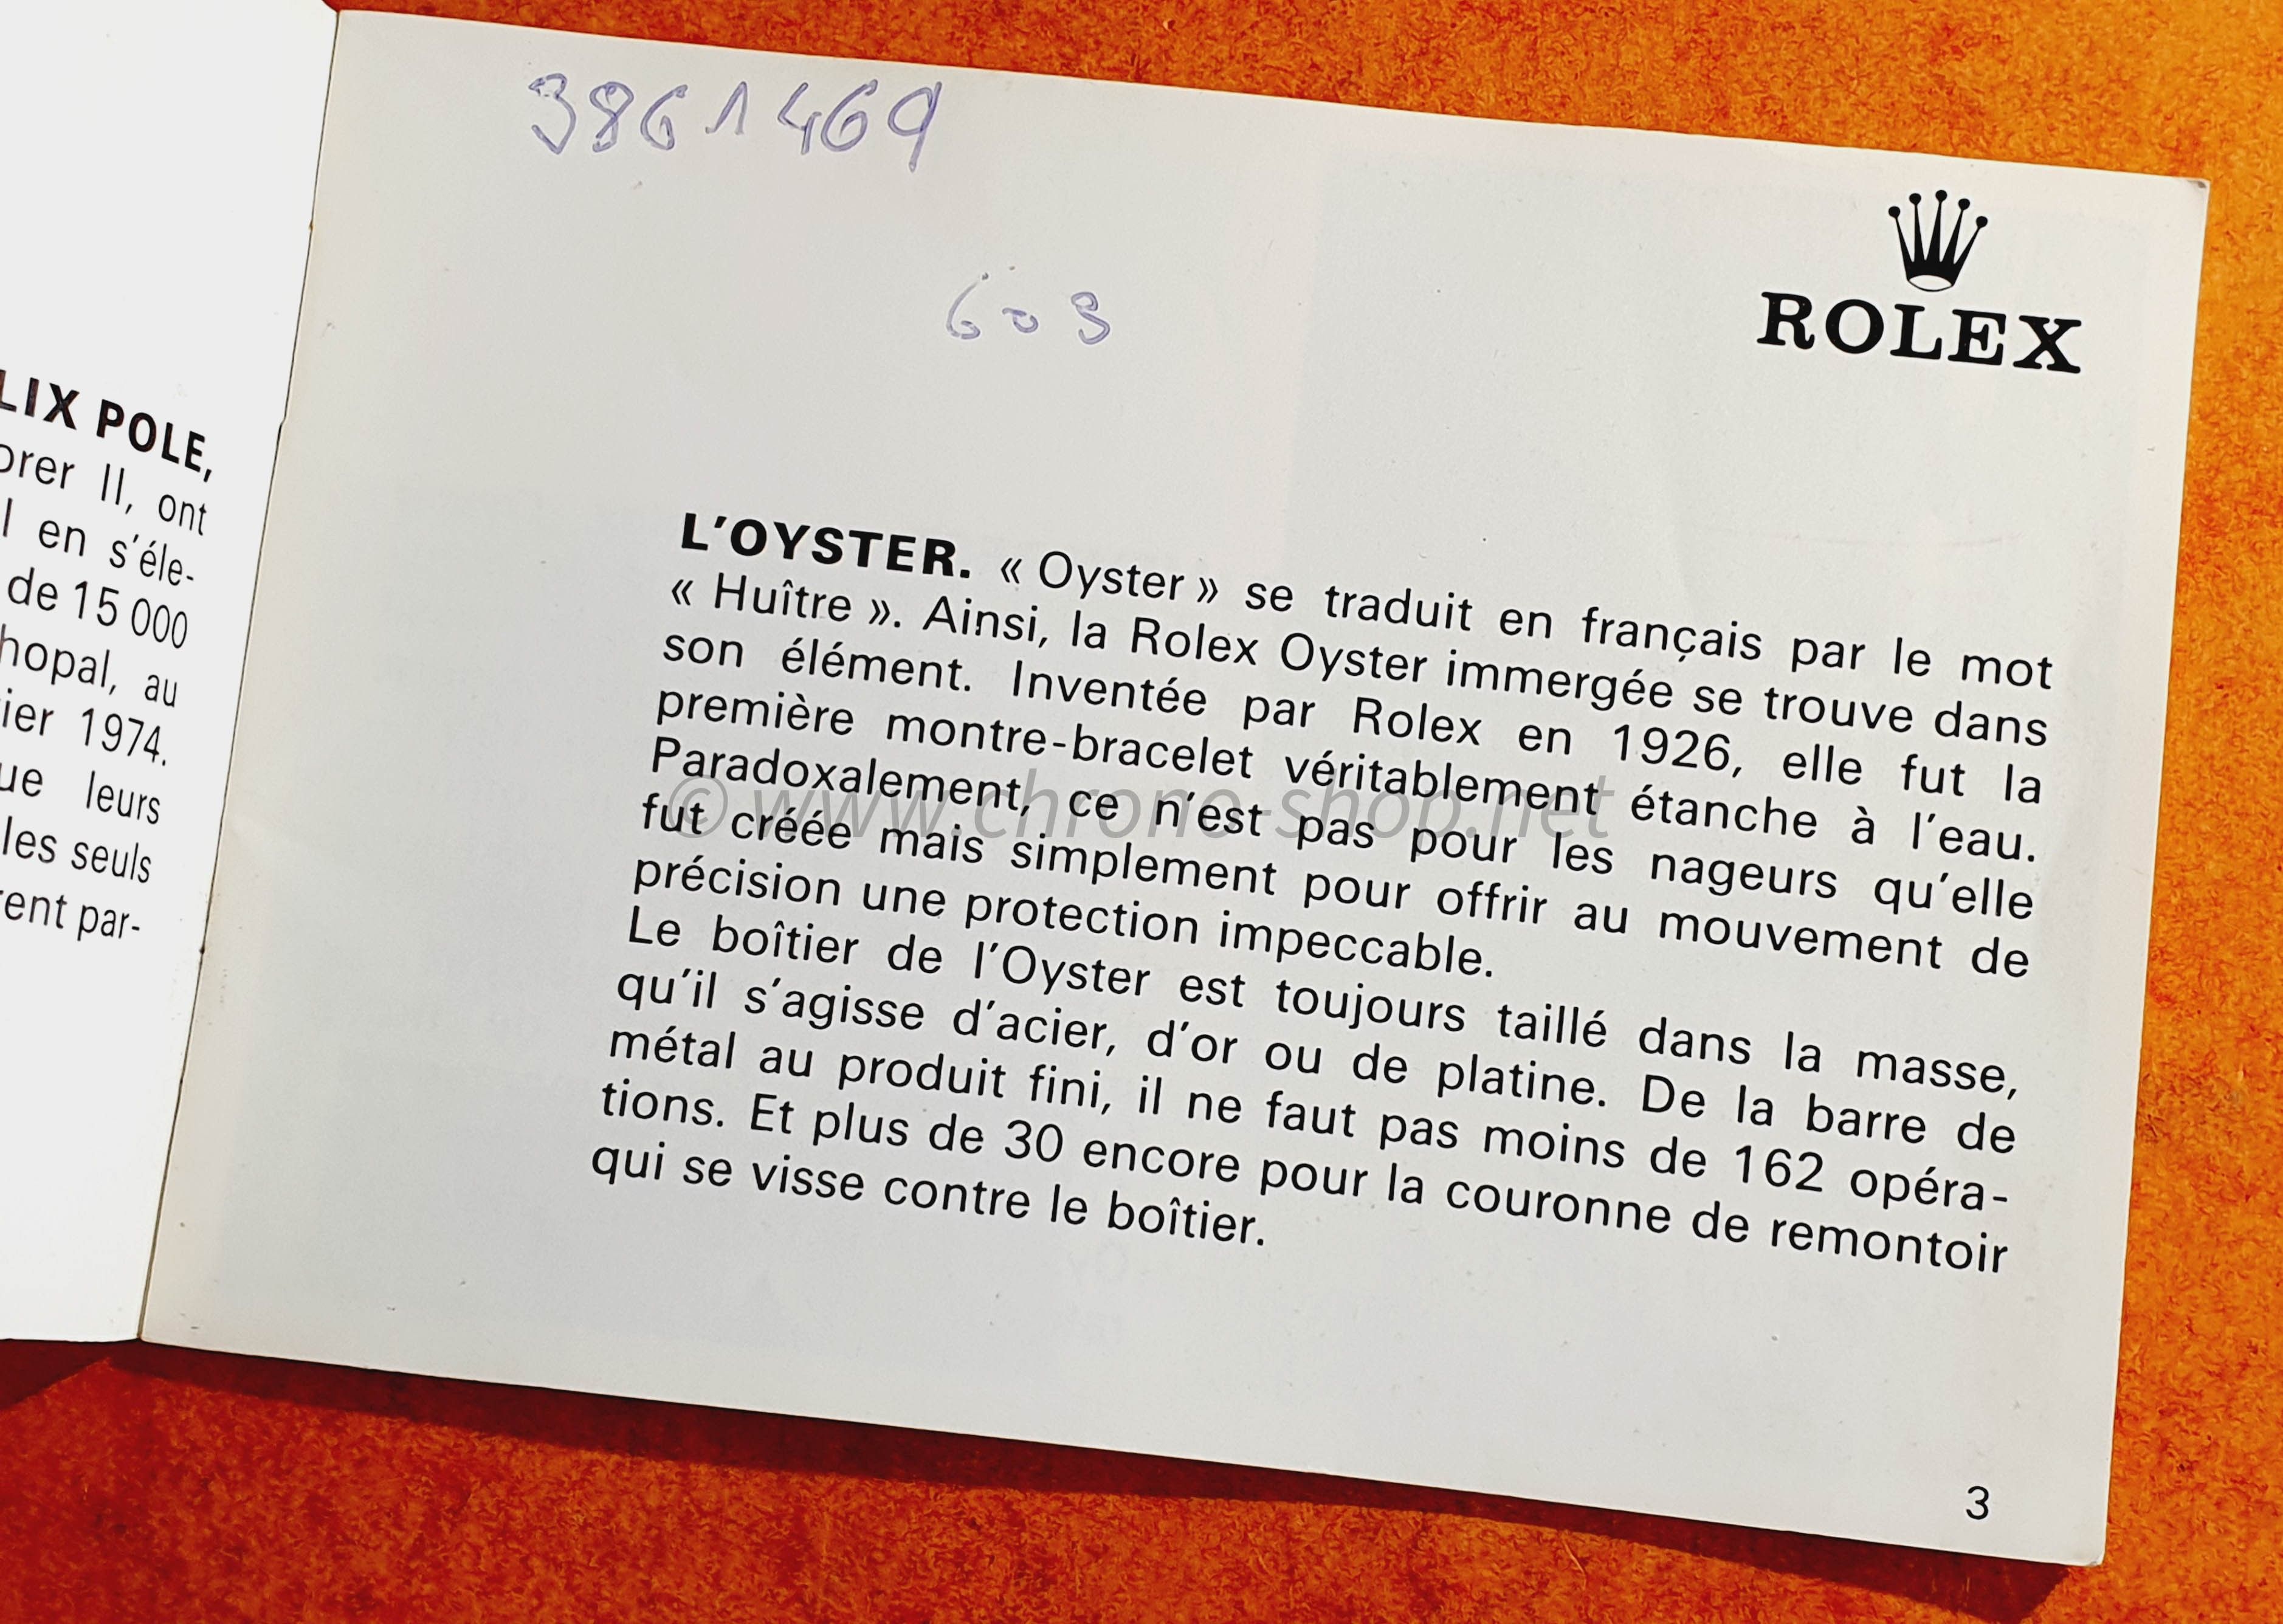 LIX POLE,
orer II, ont
l en s'éle-
de 15 000
hopal, au
ier 1974.
ue leurs
les seuls
rent par-
3861469
603
ROLEX
L'OYSTER. « Oyster » se traduit en français par le mot
« Huître ». Ainsi, la Rolex Oyster immergée se trouve dans
son élément. Inventée par Rolex en 1926, elle fut la
première montre-bracelet véritablement étanche à l'eau.
Paradoxalement, ce n'est pas pour les nageurs qu'elle
fut créée mais simplement pour offrir au mouvement de
précision une protection impeccable.
Le boîtier de l'Oyster est toujours taillé dans la masse,
qu'il s'agisse d'acier, d'or ou de platine. De la barre de
métal au produit fini, il ne faut pas moins de 162 opéra-
tions. Et plus de 30 encore pour la couronne de remontoir
qui se visse contre le boîtier.
© www.chrono-shop.net
3